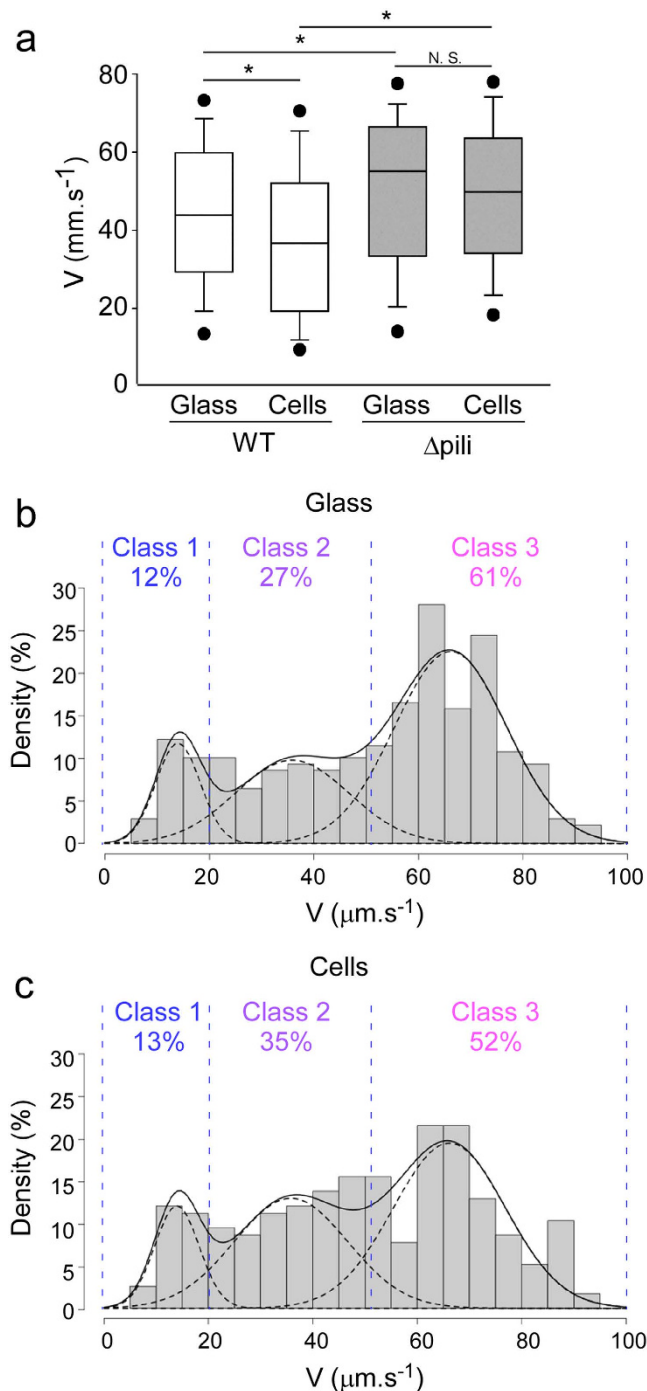 a
*
*
*
N. S.
80
60
40
20
0
V (mm.s⁻¹)
Glass Cells Glass Cells
WT Δpili
b
Glass
Class 1 Class 2 Class 3
12% 27% 61%
30
25
20
15
10
5
0
Density (%)
0 20 40 60 80 100
V (μm.s⁻¹)
c
Cells
Class 1 Class 2 Class 3
13% 35% 52%
30
25
20
15
10
5
0
Density (%)
0 20 40 60 80 100
V (μm.s⁻¹)